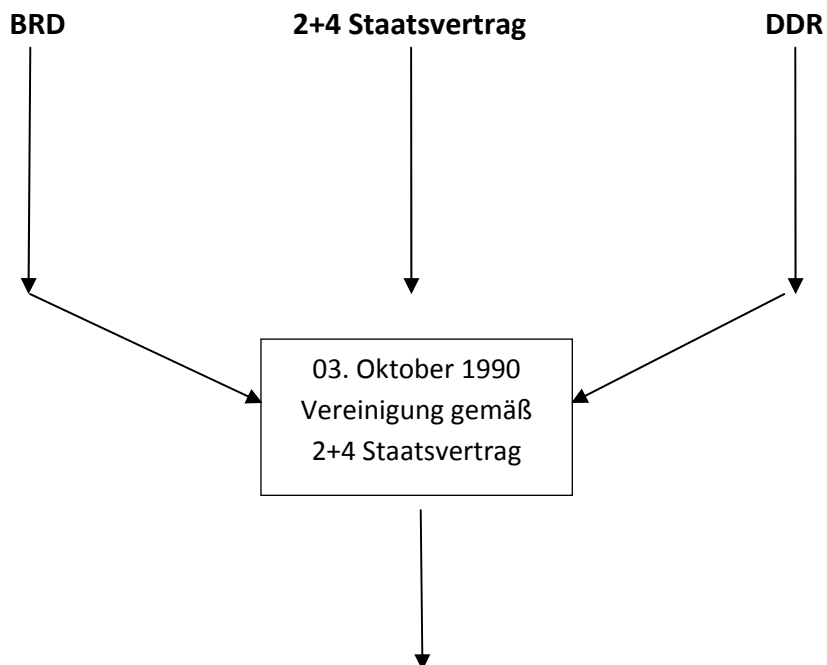 BRD 2+4 Staatsvertrag DDR
03. Oktober 1990
Vereinigung gemäß
2+4 Staatsvertrag